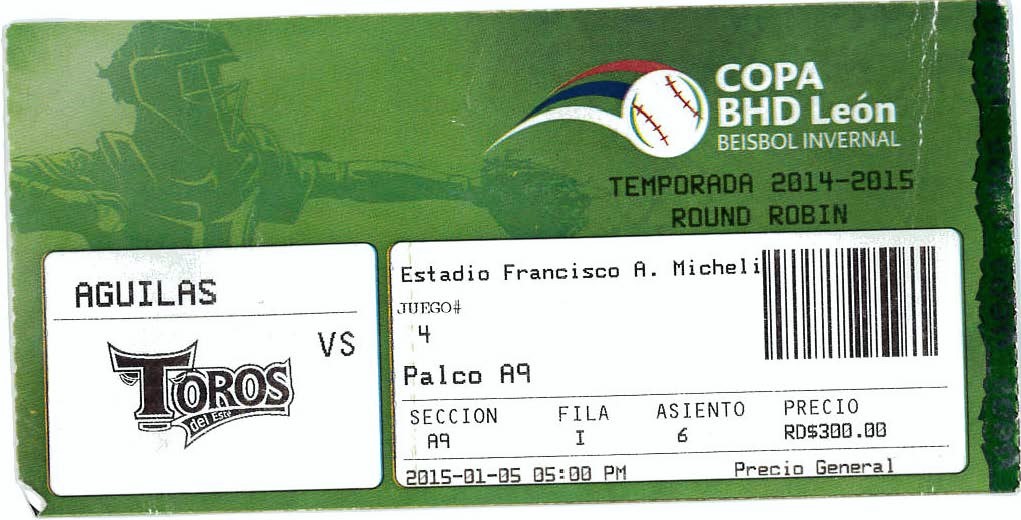 COPA
BHD León
BEISBOL INVERNAL
TEMPORADA 2014-2015
ROUND ROBIN
AGUILAS
VS
TOROS
del Este
Estadio Francisco A. Micheli
JUEGO#
4
Palco A9
SECCION FILA ASIENTO PRECIO
A9 I 6 RD$300.00
2015-01-05 05:00 PM Precio General